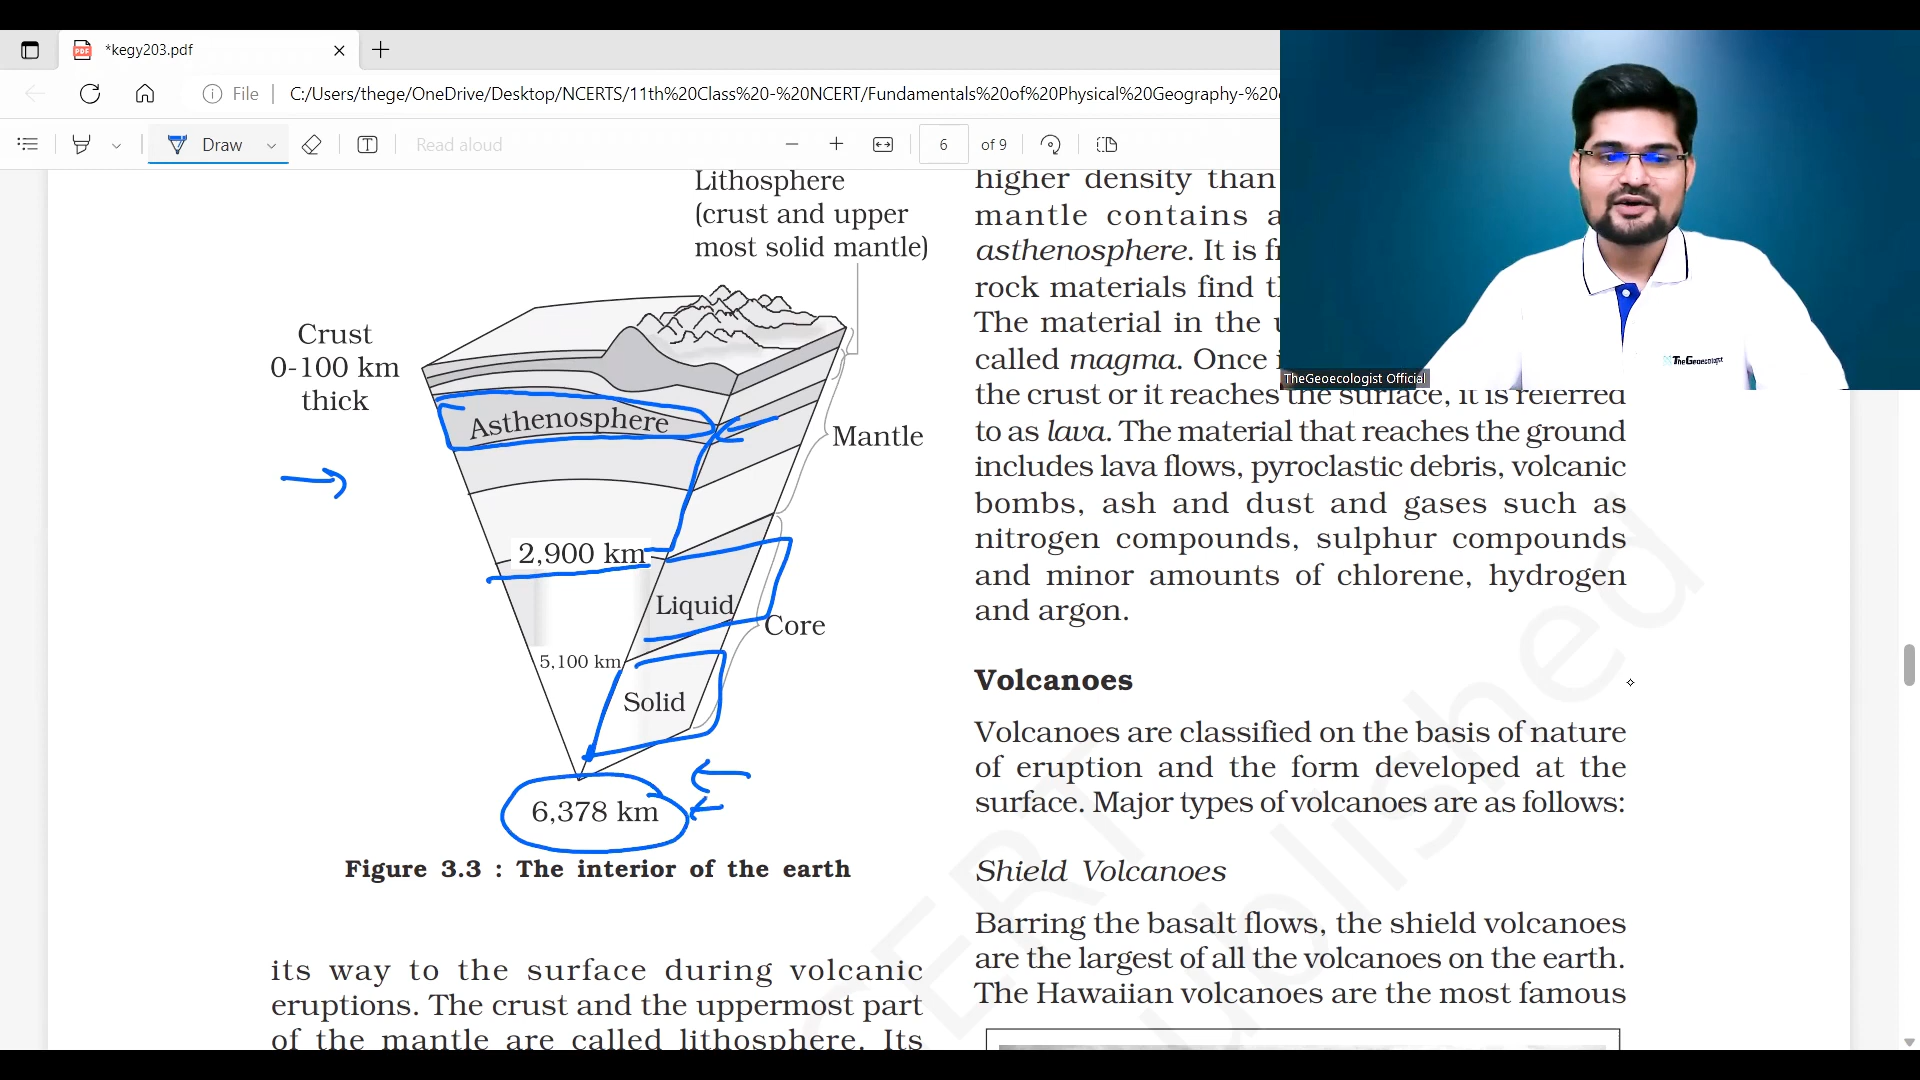 *kegy203.pdf
File
C:/Users/thege/OneDrive/Desktop/NCERTS/11th%20Class%20-%20NCERT/Fundamentals%20of%20Physical%20Geography-%20
Draw
Read aloud
6 of 9
TheGeoecologist
TheGeoecologist Official
Lithosphere
(crust and upper
most solid mantle)
Crust
0-100 km
thick
Asthenosphere
Mantle
2,900 km
Liquid
Core
5,100 km
Solid
6,378 km
Figure 3.3 : The interior of the earth
its way to the surface during volcanic
eruptions. The crust and the uppermost part
of the mantle are called lithosphere. Its
higher density than
mantle contains a
asthenosphere. It is
rock materials find
The material in the
called magma. Once
the crust or it reaches the surface, it is referred
to as lava. The material that reaches the ground
includes lava flows, pyroclastic debris, volcanic
bombs, ash and dust and gases such as
nitrogen compounds, sulphur compounds
and minor amounts of chlorene, hydrogen
and argon.
Volcanoes
Volcanoes are classified on the basis of nature
of eruption and the form developed at the
surface. Major types of volcanoes are as follows:
Shield Volcanoes
Barring the basalt flows, the shield volcanoes
are the largest of all the volcanoes on the earth.
The Hawaiian volcanoes are the most famous